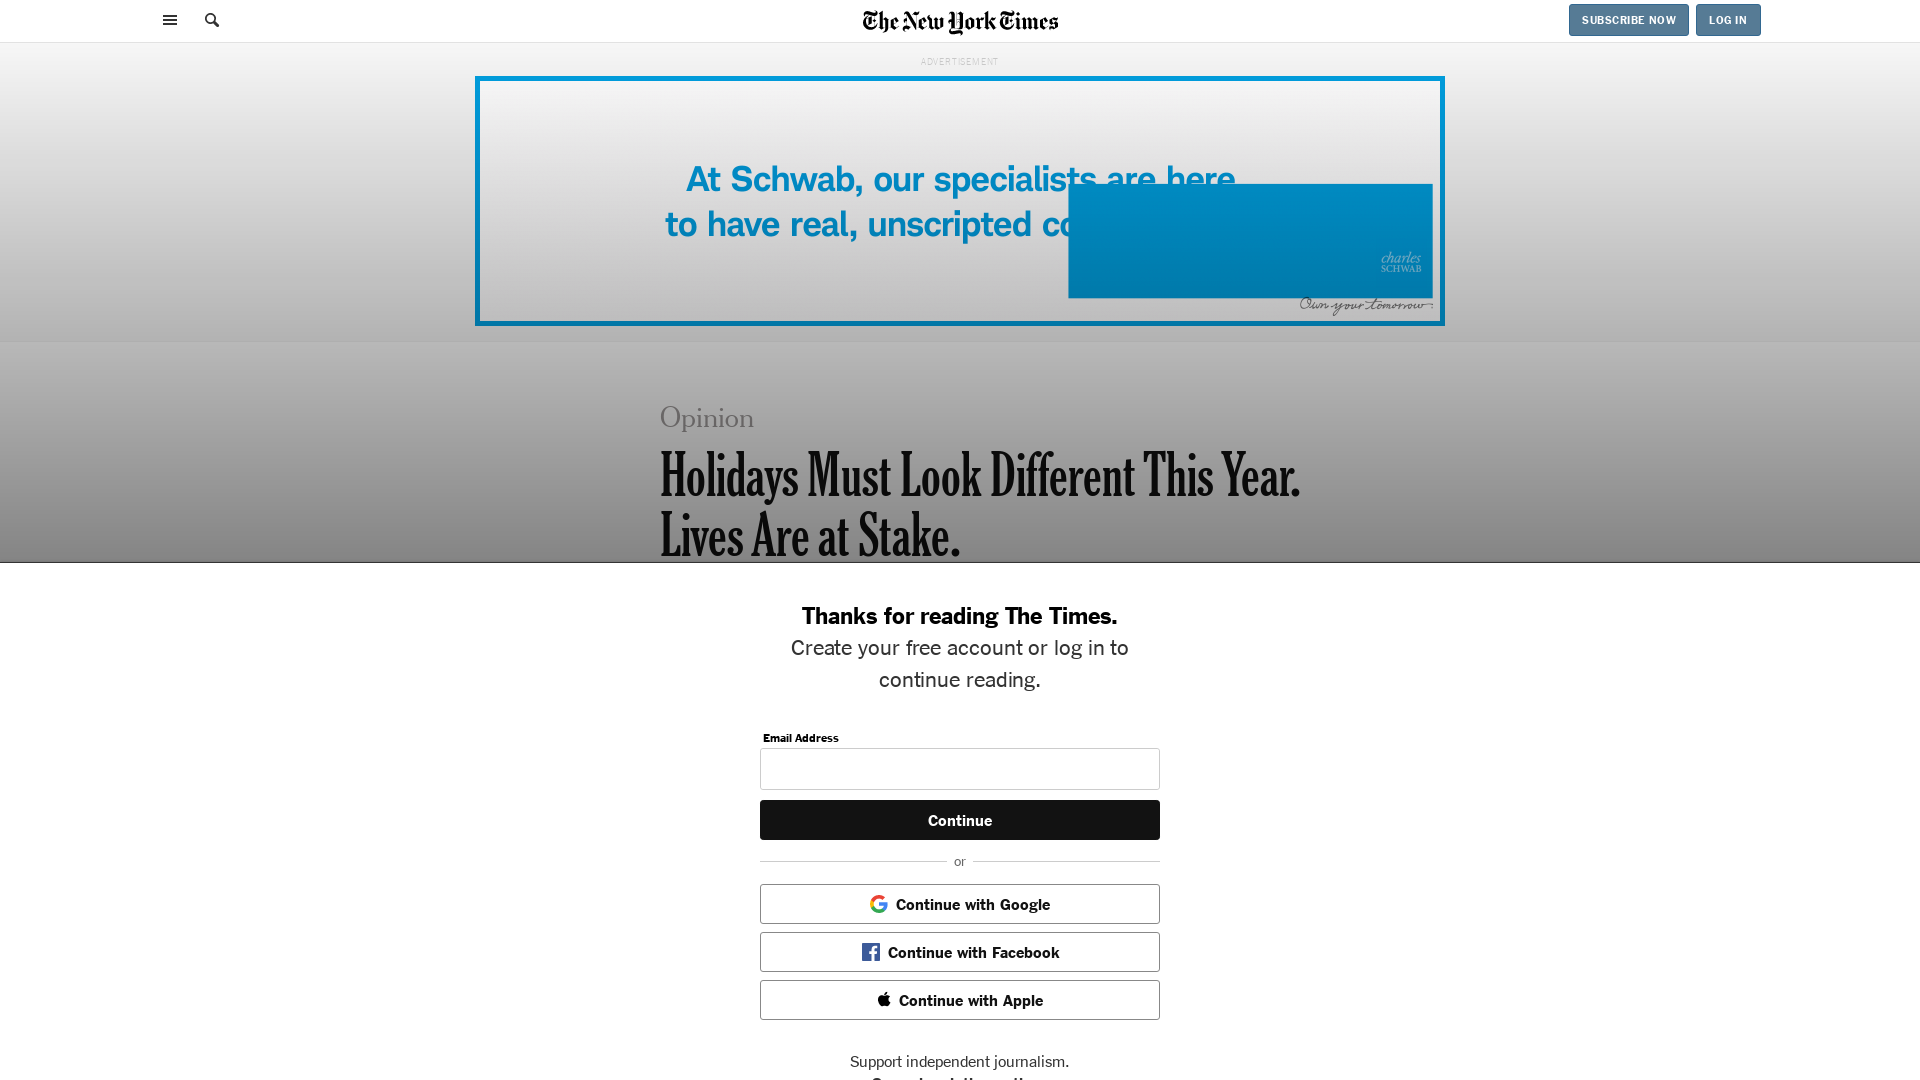 The New York Times
SUBSCRIBE NOW
LOG IN
ADVERTISEMENT
At Schwab, our specialists are here
to have real, unscripted
charles
SCHWAB
Own your tomorrow
Opinion
Holidays Must Look Different This Year.
Lives Are at Stake.
Thanks for reading The Times.
Create your free account or log in to
continue reading.
Email Address
Continue
or
Continue with Google
Continue with Facebook
Continue with Apple
Support independent journalism.